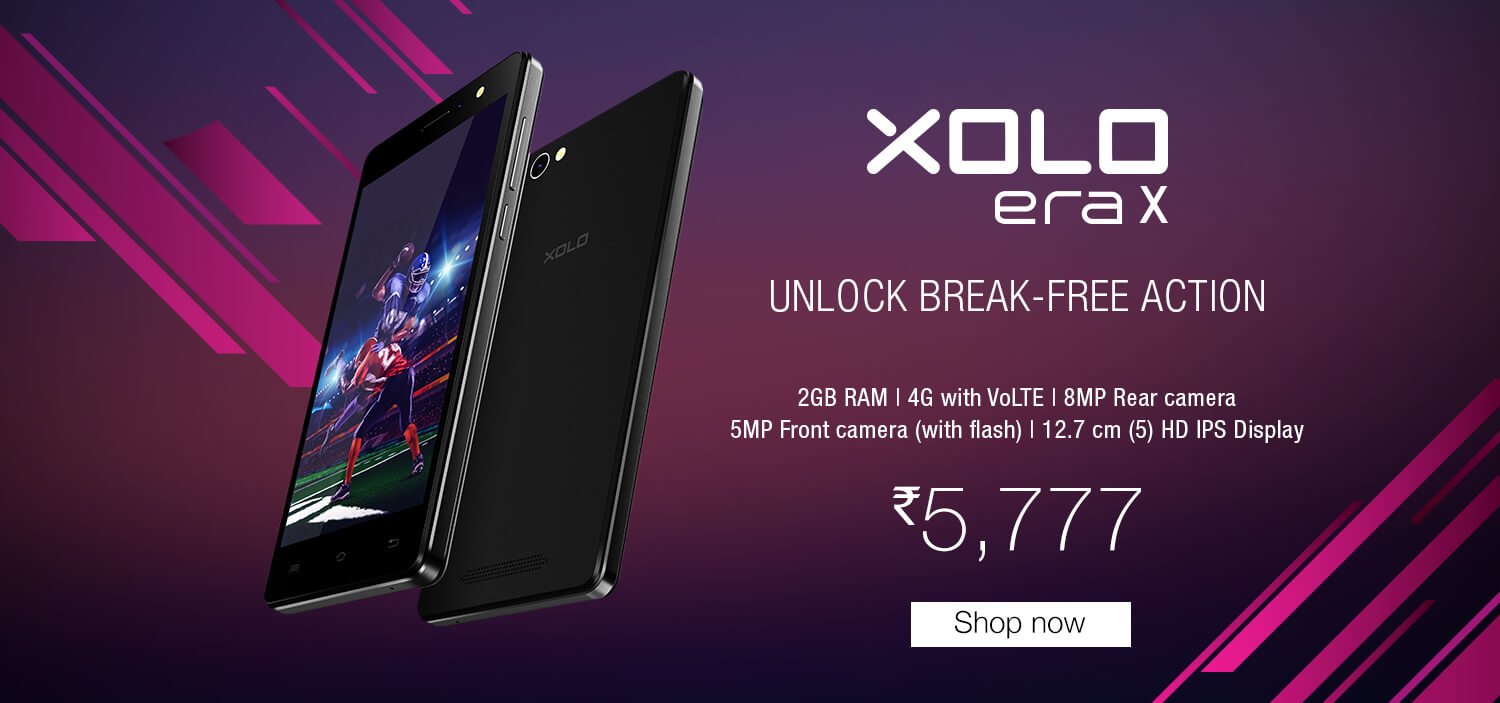 XOLO
XOLO
era X
UNLOCK BREAK-FREE ACTION
2GB RAM | 4G with VoLTE | 8MP Rear camera
5MP Front camera (with flash) | 12.7 cm (5) HD IPS Display
₹5,777
Shop now